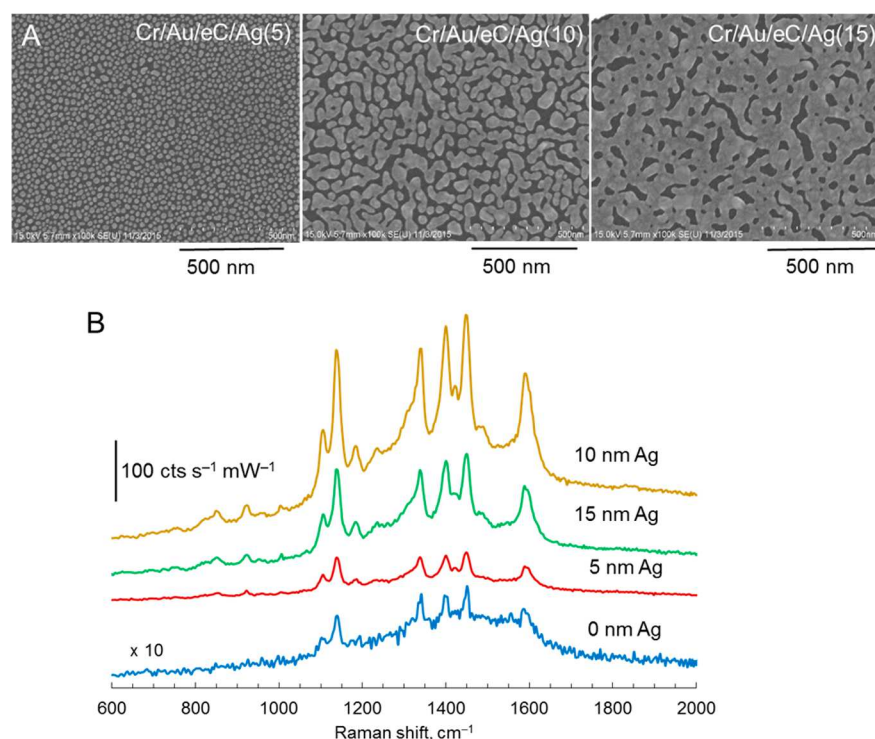 A
Cr/Au/eC/Ag(5)
Cr/Au/eC/Ag(10)
Cr/Au/eC/Ag(15)
15.0kV 5.7mm x100k SE(U) 11/3/2015 500nm
15.0kV 5.7mm x100k SE(U) 11/3/2015 500nm
15.0kV 5.7mm x100k SE(U) 11/3/2015 500nm
500 nm
500 nm
500 nm
B
100 cts s⁻¹ mW⁻¹
10 nm Ag
15 nm Ag
5 nm Ag
0 nm Ag
x 10
600 800 1000 1200 1400 1600 1800 2000
Raman shift, cm⁻¹